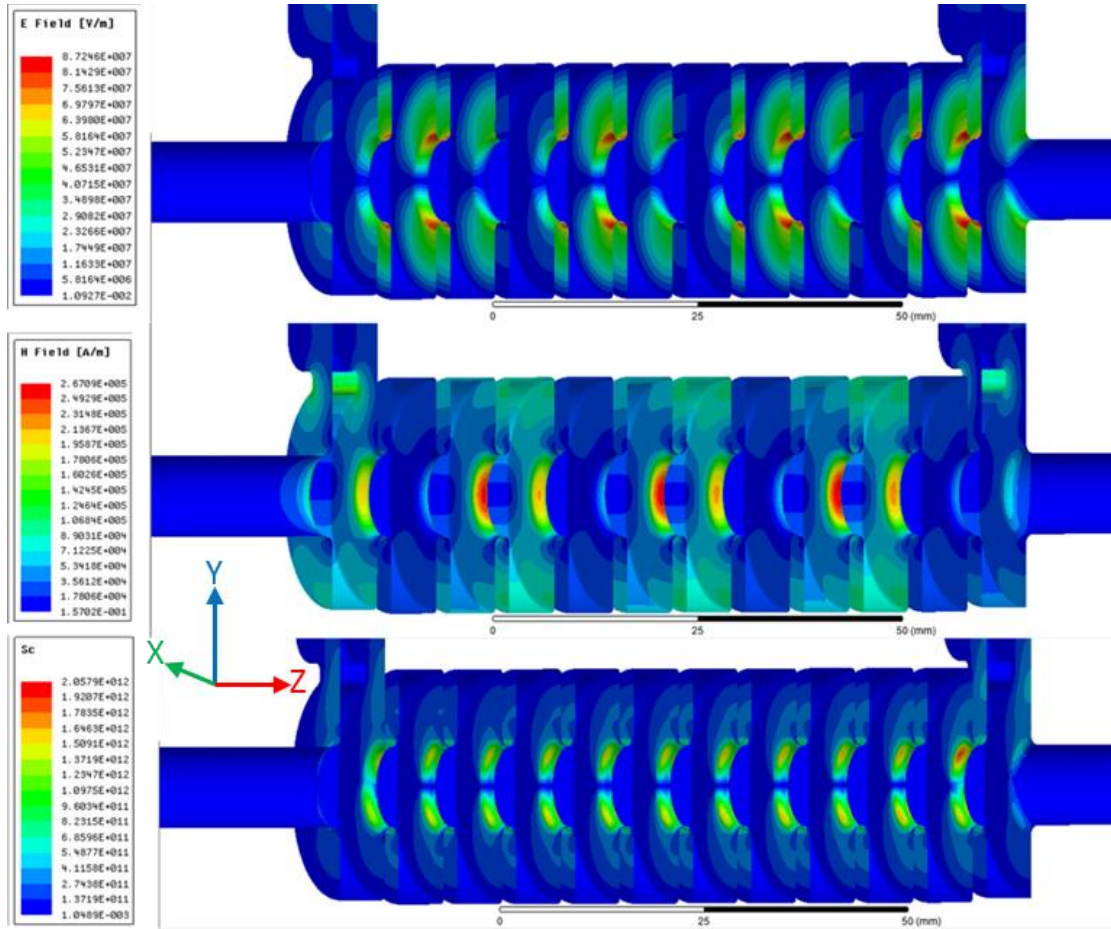 E Field [V/m]
8.7246E+007
8.1429E+007
7.5613E+007
6.9797E+007
6.3980E+007
5.8164E+007
5.2347E+007
4.6531E+007
4.0715E+007
3.4898E+007
2.9082E+007
2.3266E+007
1.7449E+007
1.1633E+007
5.8164E+006
1.0927E-002
0 25 50 (mm)
H Field [A/m]
2.6709E+005
2.4929E+005
2.3148E+005
2.1367E+005
1.9587E+005
1.7806E+005
1.6026E+005
1.4245E+005
1.2464E+005
1.0684E+005
8.9031E+004
7.1225E+004
5.3418E+004
3.5612E+004
1.7806E+004
1.5702E-001
0 25 50 (mm)
Y
X
Z
Sc
2.0579E+012
1.9207E+012
1.7835E+012
1.6463E+012
1.5091E+012
1.3719E+012
1.2347E+012
1.0975E+012
9.6034E+011
8.2315E+011
6.8596E+011
5.4877E+011
4.1158E+011
2.7438E+011
1.3719E+011
1.0489E-003
0 25 50 (mm)